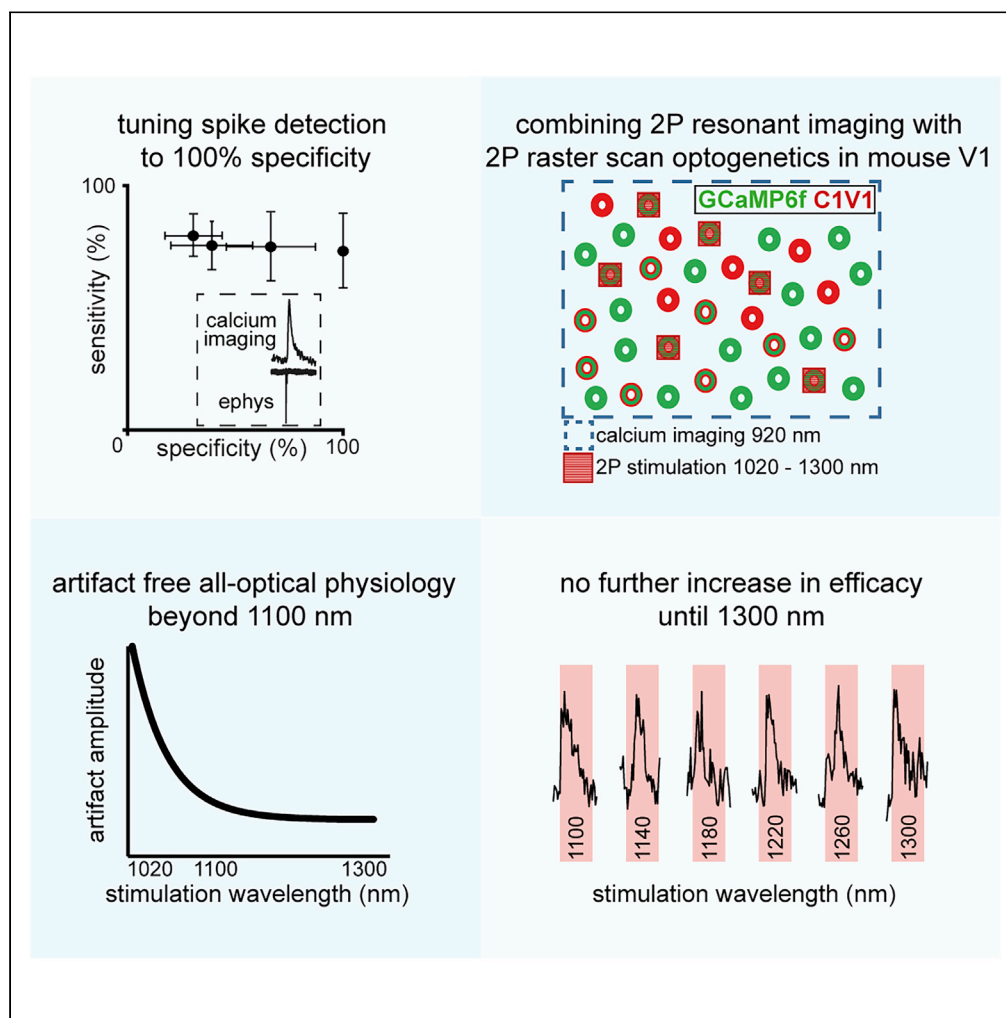 tuning spike detection
to 100% specificity
100
sensitivity (%)
calcium
imaging
ephys
0
100
specificity (%)
combining 2P resonant imaging with
2P raster scan optogenetics in mouse V1
GCaMP6f C1V1
calcium imaging 920 nm
2P stimulation 1020 - 1300 nm
artifact free all-optical physiology
beyond 1100 nm
artifact amplitude
1020 1100 1300
stimulation wavelength (nm)
no further increase in efficacy
until 1300 nm
1100 1140 1180 1220 1260 1300
stimulation wavelength (nm)